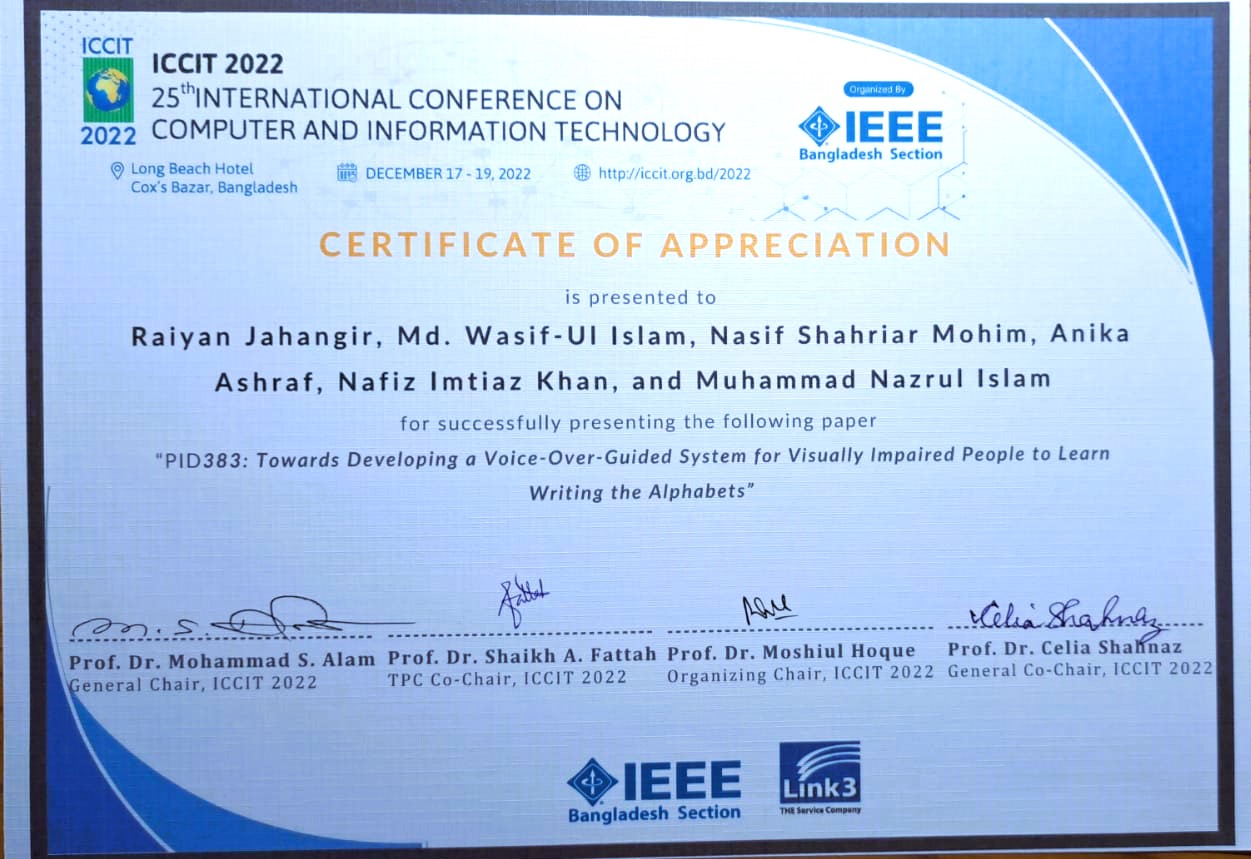 ICCIT
2022
ICCIT 2022
25th INTERNATIONAL CONFERENCE ON
COMPUTER AND INFORMATION TECHNOLOGY
Long Beach Hotel
Cox's Bazar, Bangladesh
DECEMBER 17 - 19, 2022
http://iccit.org.bd/2022
Organized By
IEEE
Bangladesh Section
CERTIFICATE OF APPRECIATION
is presented to
Raiyan Jahangir, Md. Wasif-Ul Islam, Nasif Shahriar Mohim, Anika
Ashraf, Nafiz Imtiaz Khan, and Muhammad Nazrul Islam
for successfully presenting the following paper
“PID383: Towards Developing a Voice-Over-Guided System for Visually Impaired People to Learn
Writing the Alphabets”
Fattah
Celia Shahnaz
Prof. Dr. Mohammad S. Alam
General Chair, ICCIT 2022
Prof. Dr. Shaikh A. Fattah
TPC Co-Chair, ICCIT 2022
Prof. Dr. Moshiul Hoque
Organizing Chair, ICCIT 2022
Prof. Dr. Celia Shahnaz
General Co-Chair, ICCIT 2022
IEEE
Bangladesh Section
Link3
THE Service Company